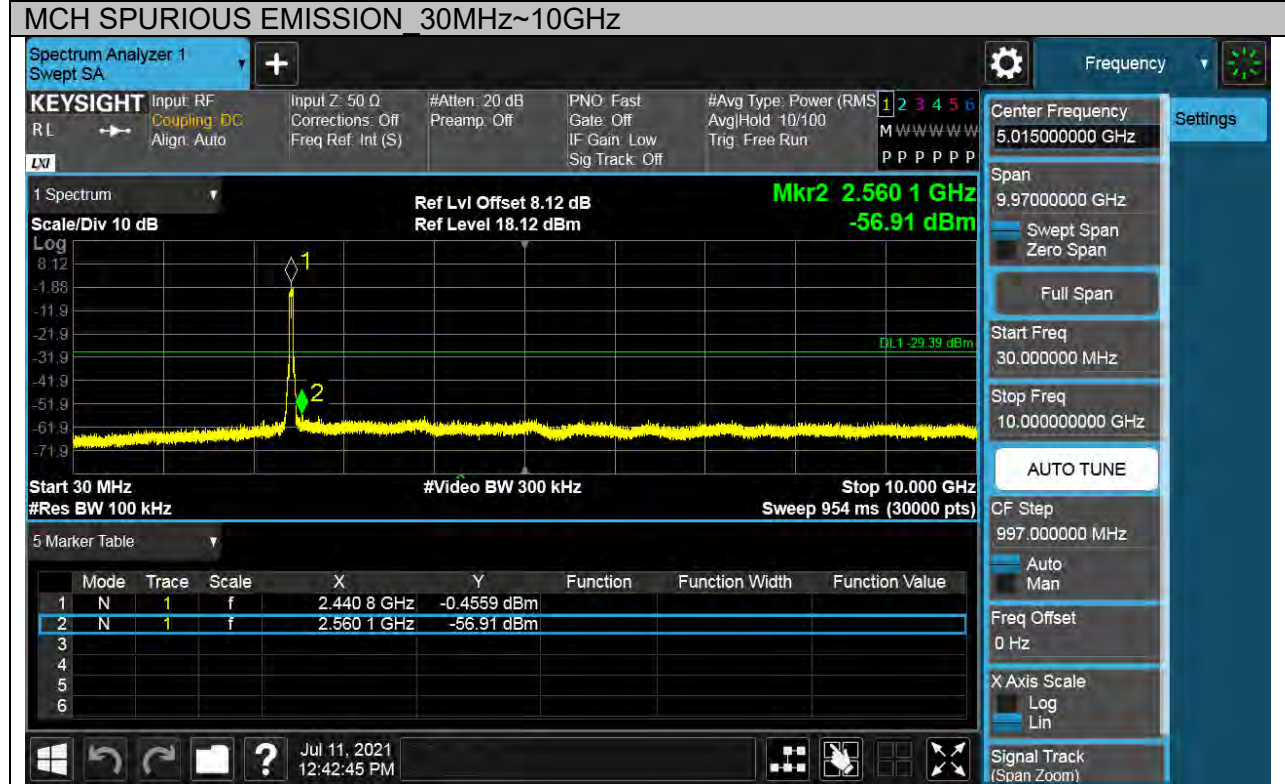 MCH SPURIOUS EMISSION_30MHz~10GHz
Spectrum Analyzer 1
Swept SA
+
Frequency
KEYSIGHT
RL
LXI
Input: RF
Coupling: DC
Align: Auto
Input Z: 50 Ω
Corrections: Off
Freq Ref: Int (S)
#Atten: 20 dB
Preamp: Off
PNO: Fast
Gate: Off
IF Gain: Low
Sig Track: Off
#Avg Type: Power (RMS
Avg|Hold: 10/100
Trig: Free Run
1 2 3 4 5 6
M W W W W W
P P P P P P
Center Frequency
5.015000000 GHz
Settings
Span
9.97000000 GHz
Swept Span
Zero Span
Full Span
Start Freq
30.000000 MHz
Stop Freq
10.000000000 GHz
AUTO TUNE
CF Step
997.000000 MHz
Auto
Man
Freq Offset
0 Hz
X Axis Scale
Log
Lin
Signal Track
(Span Zoom)
1 Spectrum
Scale/Div 10 dB
Ref Lvl Offset 8.12 dB
Ref Level 18.12 dBm
Mkr2 2.560 1 GHz
-56.91 dBm
Log
8.12
-1.88
-11.9
-21.9
-31.9
-41.9
-51.9
-61.9
-71.9
1
2
DL1 -29.39 dBm
Start 30 MHz
#Video BW 300 kHz
Stop 10.000 GHz
#Res BW 100 kHz
Sweep 954 ms (30000 pts)
5 Marker Table
Mode Trace Scale X Y Function Function Width Function Value
1 N 1 f 2.440 8 GHz -0.4559 dBm
2 N 1 f 2.560 1 GHz -56.91 dBm
3
4
5
6
?
Jul 11, 2021
12:42:45 PM